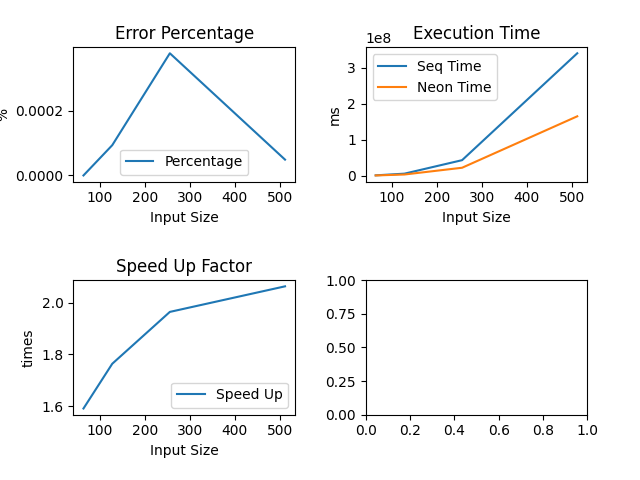 Error Percentage
%
0.0002
0.0000
Percentage
100 200 300 400 500
Input Size
Execution Time
1e8
ms
3
2
1
0
Seq Time
Neon Time
100 200 300 400 500
Input Size
Speed Up Factor
times
2.0
1.8
1.6
Speed Up
100 200 300 400 500
Input Size
1.00
0.75
0.50
0.25
0.00
0.0 0.2 0.4 0.6 0.8 1.0